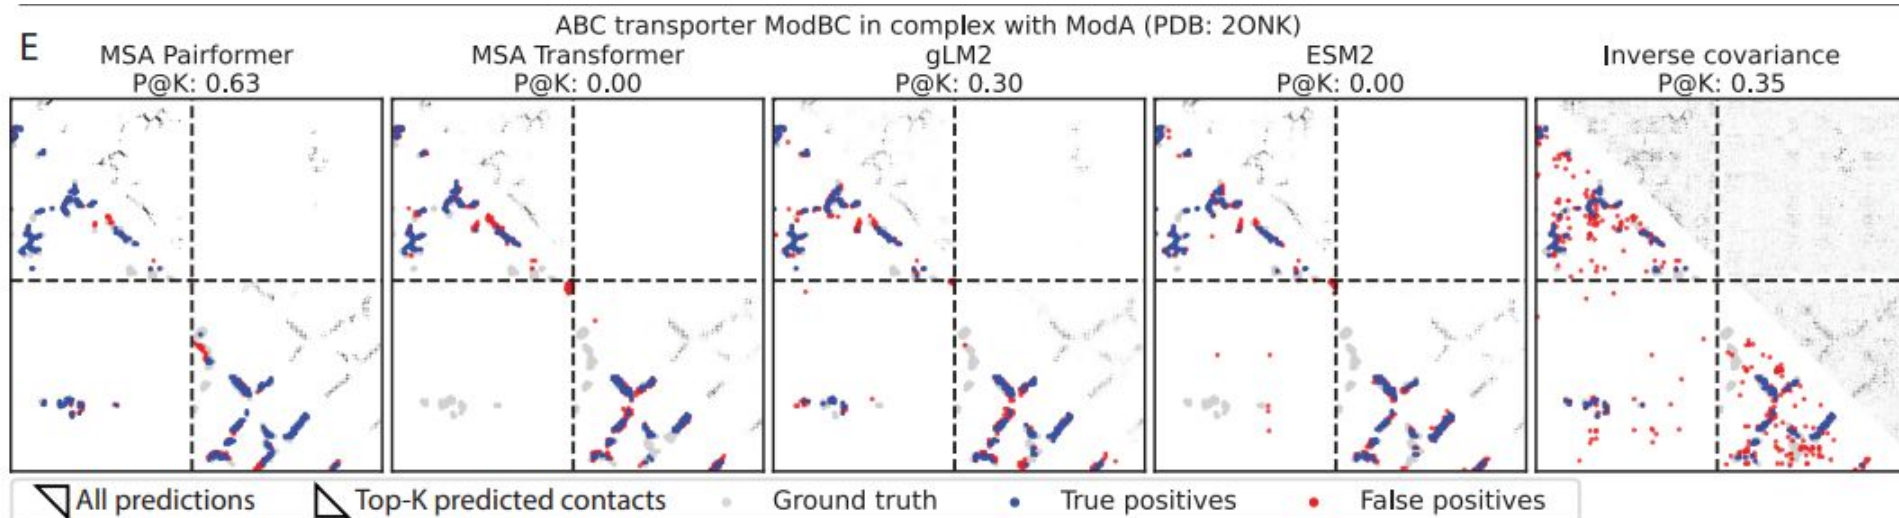 ABC transporter ModBC in complex with ModA (PDB: 2ONK)
E
MSA Pairformer
P@K: 0.63
MSA Transformer
P@K: 0.00
gLM2
P@K: 0.30
ESM2
P@K: 0.00
Inverse covariance
P@K: 0.35
All predictions
Top-K predicted contacts
Ground truth
True positives
False positives